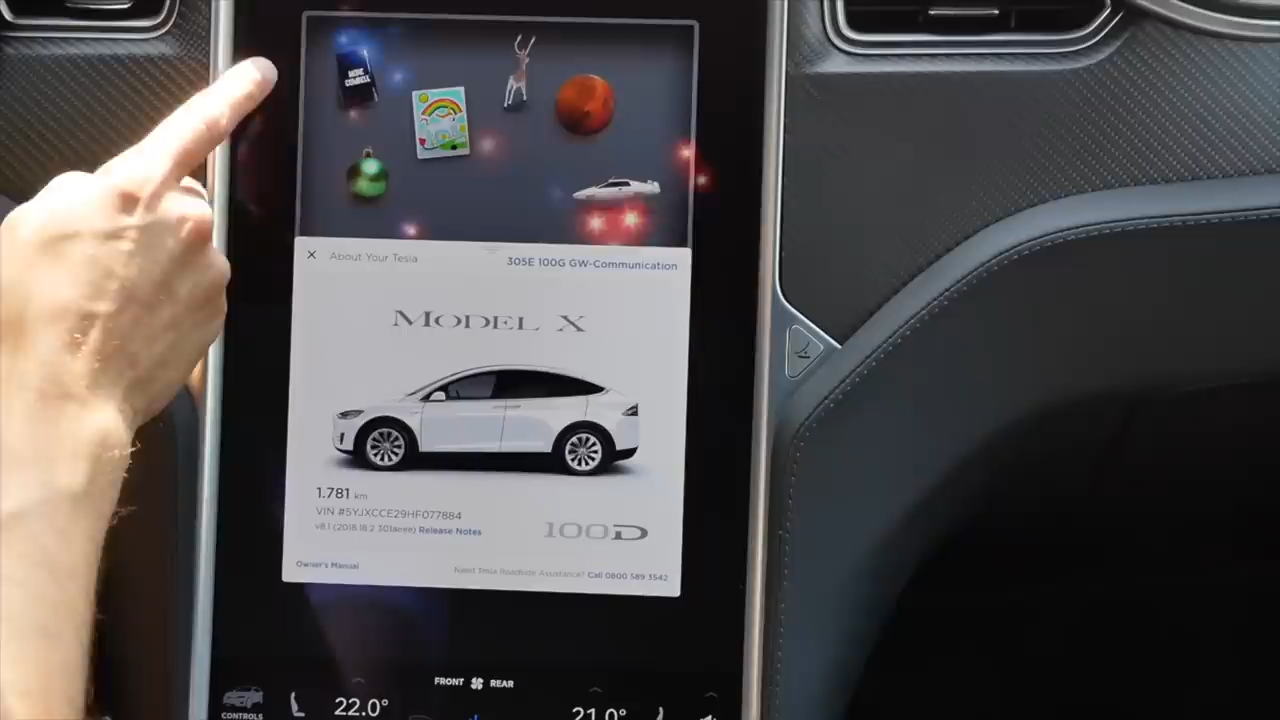 MORE
COWBELL
✕ About Your Tesla
305E 100G GW-Communication
MODEL X
1.781 km
VIN #5YJXCCE29HF077884
v8.1 (2018.18.2 301aeee) Release Notes
100D
Owner's Manual
Need Tesla Roadside Assistance? Call 0800 589 3542
FRONT REAR
CONTROLS
22.0°
21.0°